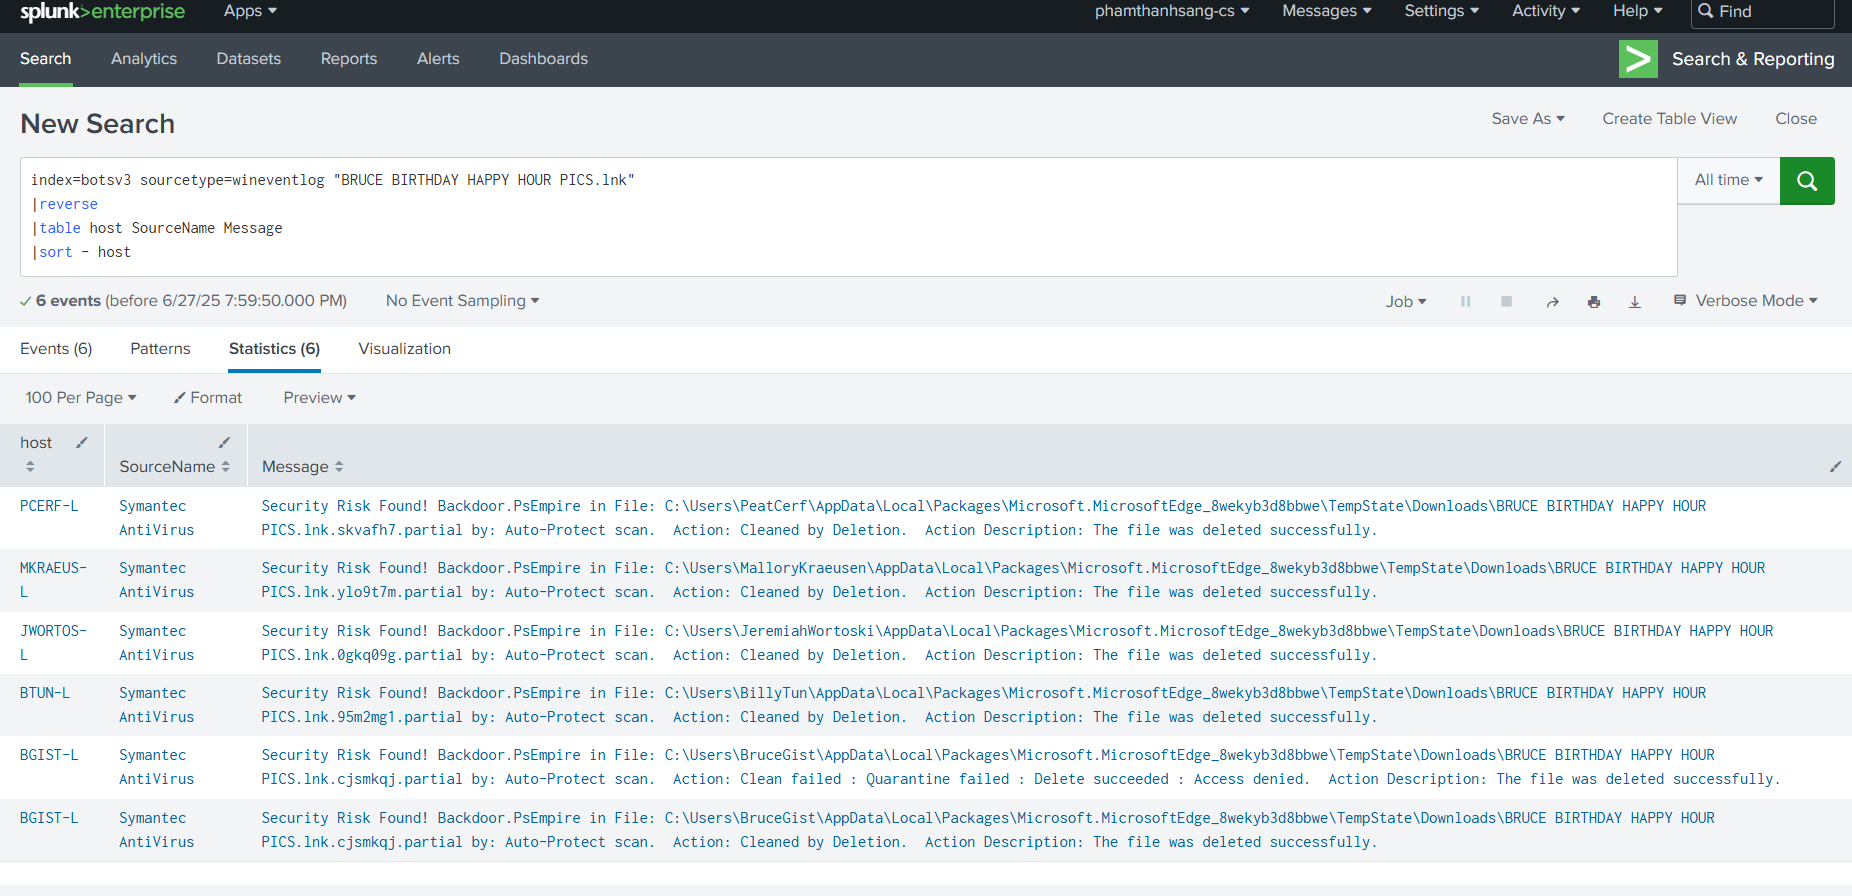 splunk>enterprise Apps phamthanhsang-cs Messages Settings Activity Help Find
Search Analytics Datasets Reports Alerts Dashboards Search & Reporting
New Search Save As Create Table View Close
index=botsv3 sourcetype=wineventlog "BRUCE BIRTHDAY HAPPY HOUR PICS.lnk" All time
|reverse
|table host SourceName Message
|sort - host
6 events (before 6/27/25 7:59:50.000 PM) No Event Sampling Job Verbose Mode
Events (6) Patterns Statistics (6) Visualization
100 Per Page Format Preview
host
SourceName Message
PCERF-L Symantec Security Risk Found! Backdoor.PsEmpire in File: C:\Users\PeatCerf\AppData\Local\Packages\Microsoft.MicrosoftEdge_8wekyb3d8bbwe\TempState\Downloads\BRUCE BIRTHDAY HAPPY HOUR
AntiVirus PICS.lnk.skvafh7.partial by: Auto-Protect scan. Action: Cleaned by Deletion. Action Description: The file was deleted successfully.
MKRAEUS- Symantec Security Risk Found! Backdoor.PsEmpire in File: C:\Users\MalloryKraeusen\AppData\Local\Packages\Microsoft.MicrosoftEdge_8wekyb3d8bbwe\TempState\Downloads\BRUCE BIRTHDAY HAPPY HOUR
L AntiVirus PICS.lnk.ylo9t7m.partial by: Auto-Protect scan. Action: Cleaned by Deletion. Action Description: The file was deleted successfully.
JWORTOS- Symantec Security Risk Found! Backdoor.PsEmpire in File: C:\Users\JeremiahWortoski\AppData\Local\Packages\Microsoft.MicrosoftEdge_8wekyb3d8bbwe\TempState\Downloads\BRUCE BIRTHDAY HAPPY HOUR
L AntiVirus PICS.lnk.0gkq09g.partial by: Auto-Protect scan. Action: Cleaned by Deletion. Action Description: The file was deleted successfully.
BTUN-L Symantec Security Risk Found! Backdoor.PsEmpire in File: C:\Users\BillyTun\AppData\Local\Packages\Microsoft.MicrosoftEdge_8wekyb3d8bbwe\TempState\Downloads\BRUCE BIRTHDAY HAPPY HOUR
AntiVirus PICS.lnk.95m2mg1.partial by: Auto-Protect scan. Action: Cleaned by Deletion. Action Description: The file was deleted successfully.
BGIST-L Symantec Security Risk Found! Backdoor.PsEmpire in File: C:\Users\BruceGist\AppData\Local\Packages\Microsoft.MicrosoftEdge_8wekyb3d8bbwe\TempState\Downloads\BRUCE BIRTHDAY HAPPY HOUR
AntiVirus PICS.lnk.cjsmkqj.partial by: Auto-Protect scan. Action: Clean failed : Quarantine failed : Delete succeeded : Access denied. Action Description: The file was deleted successfully.
BGIST-L Symantec Security Risk Found! Backdoor.PsEmpire in File: C:\Users\BruceGist\AppData\Local\Packages\Microsoft.MicrosoftEdge_8wekyb3d8bbwe\TempState\Downloads\BRUCE BIRTHDAY HAPPY HOUR
AntiVirus PICS.lnk.cjsmkqj.partial by: Auto-Protect scan. Action: Cleaned by Deletion. Action Description: The file was deleted successfully.